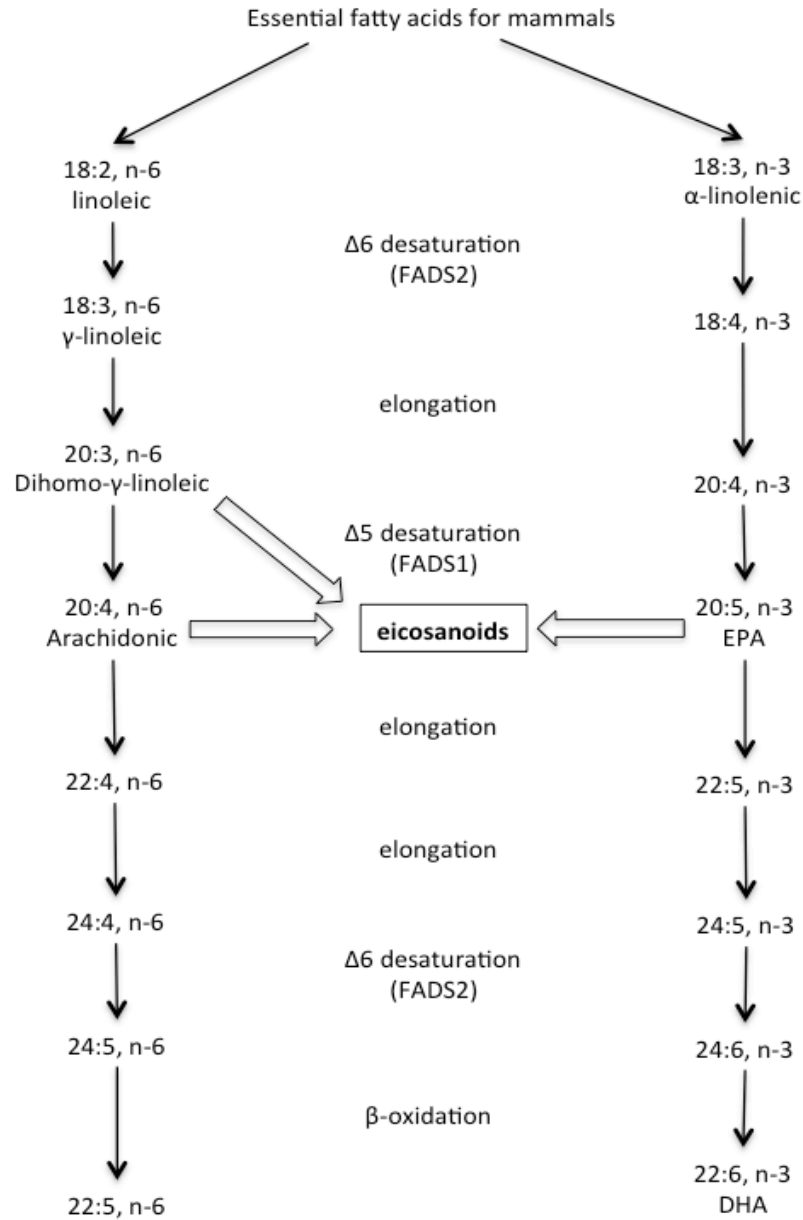 Essential fatty acids for mammals
18:2, n-6
linoleic
18:3, n-3
α-linolenic
Δ6 desaturation
(FADS2)
18:3, n-6
γ-linoleic
18:4, n-3
elongation
20:3, n-6
Dihomo-γ-linoleic
20:4, n-3
Δ5 desaturation
(FADS1)
20:4, n-6
Arachidonic
eicosanoids
20:5, n-3
EPA
elongation
22:4, n-6
22:5, n-3
elongation
24:4, n-6
24:5, n-3
Δ6 desaturation
(FADS2)
24:5, n-6
24:6, n-3
β-oxidation
22:5, n-6
22:6, n-3
DHA